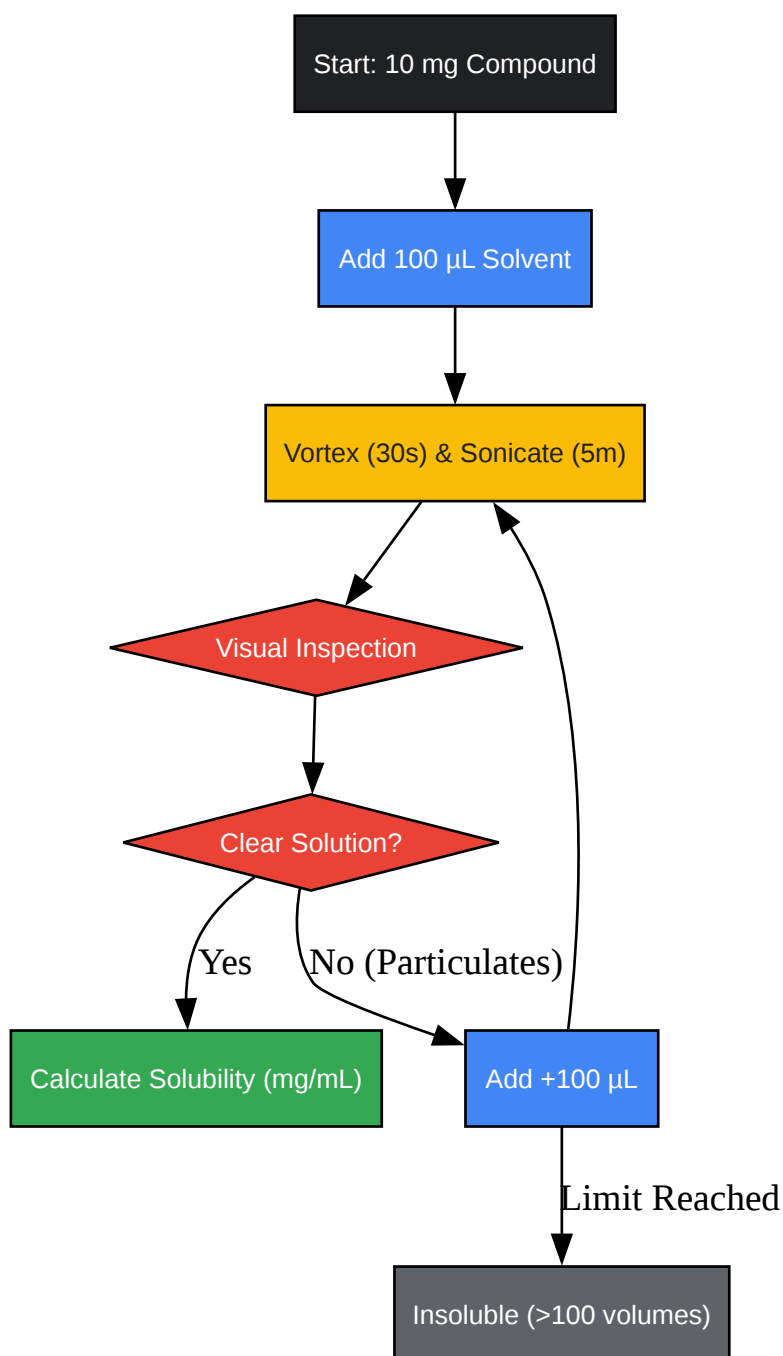 Start: 10 mg Compound
Add 100 µL Solvent
Vortex (30s) & Sonicate (5m)
Visual Inspection
Clear Solution?
Yes
No (Particulates)
Calculate Solubility (mg/mL)
Add +100 µL
Limit Reached
Insoluble (>100 volumes)